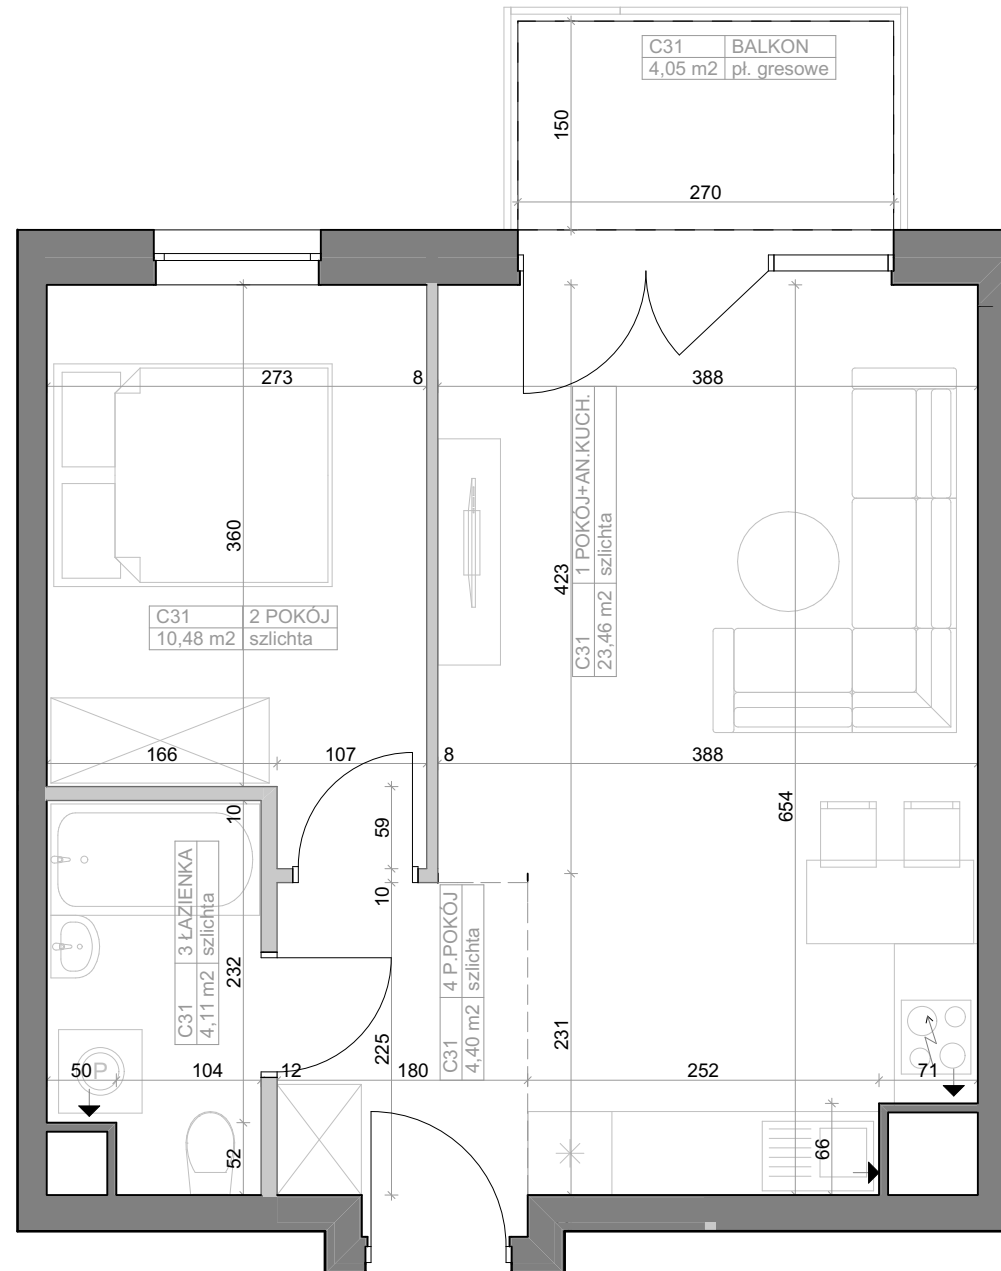 C31 BALKON
4,05 m2 pł. gresowe
150
270
273
8
388
360
423
C31 1 POKÓJ+AN.KUCH.
23,46 m2 szlichta
C31 2 POKÓJ
10,48 m2 szlichta
166
107
8
388
654
10
59
10
C31 3 ŁAZIENKA
4,11 m2 szlichta
232
C31 4 P.POKÓJ
4,40 m2 szlichta
225
231
50
P
104
12
180
252
71
52
66